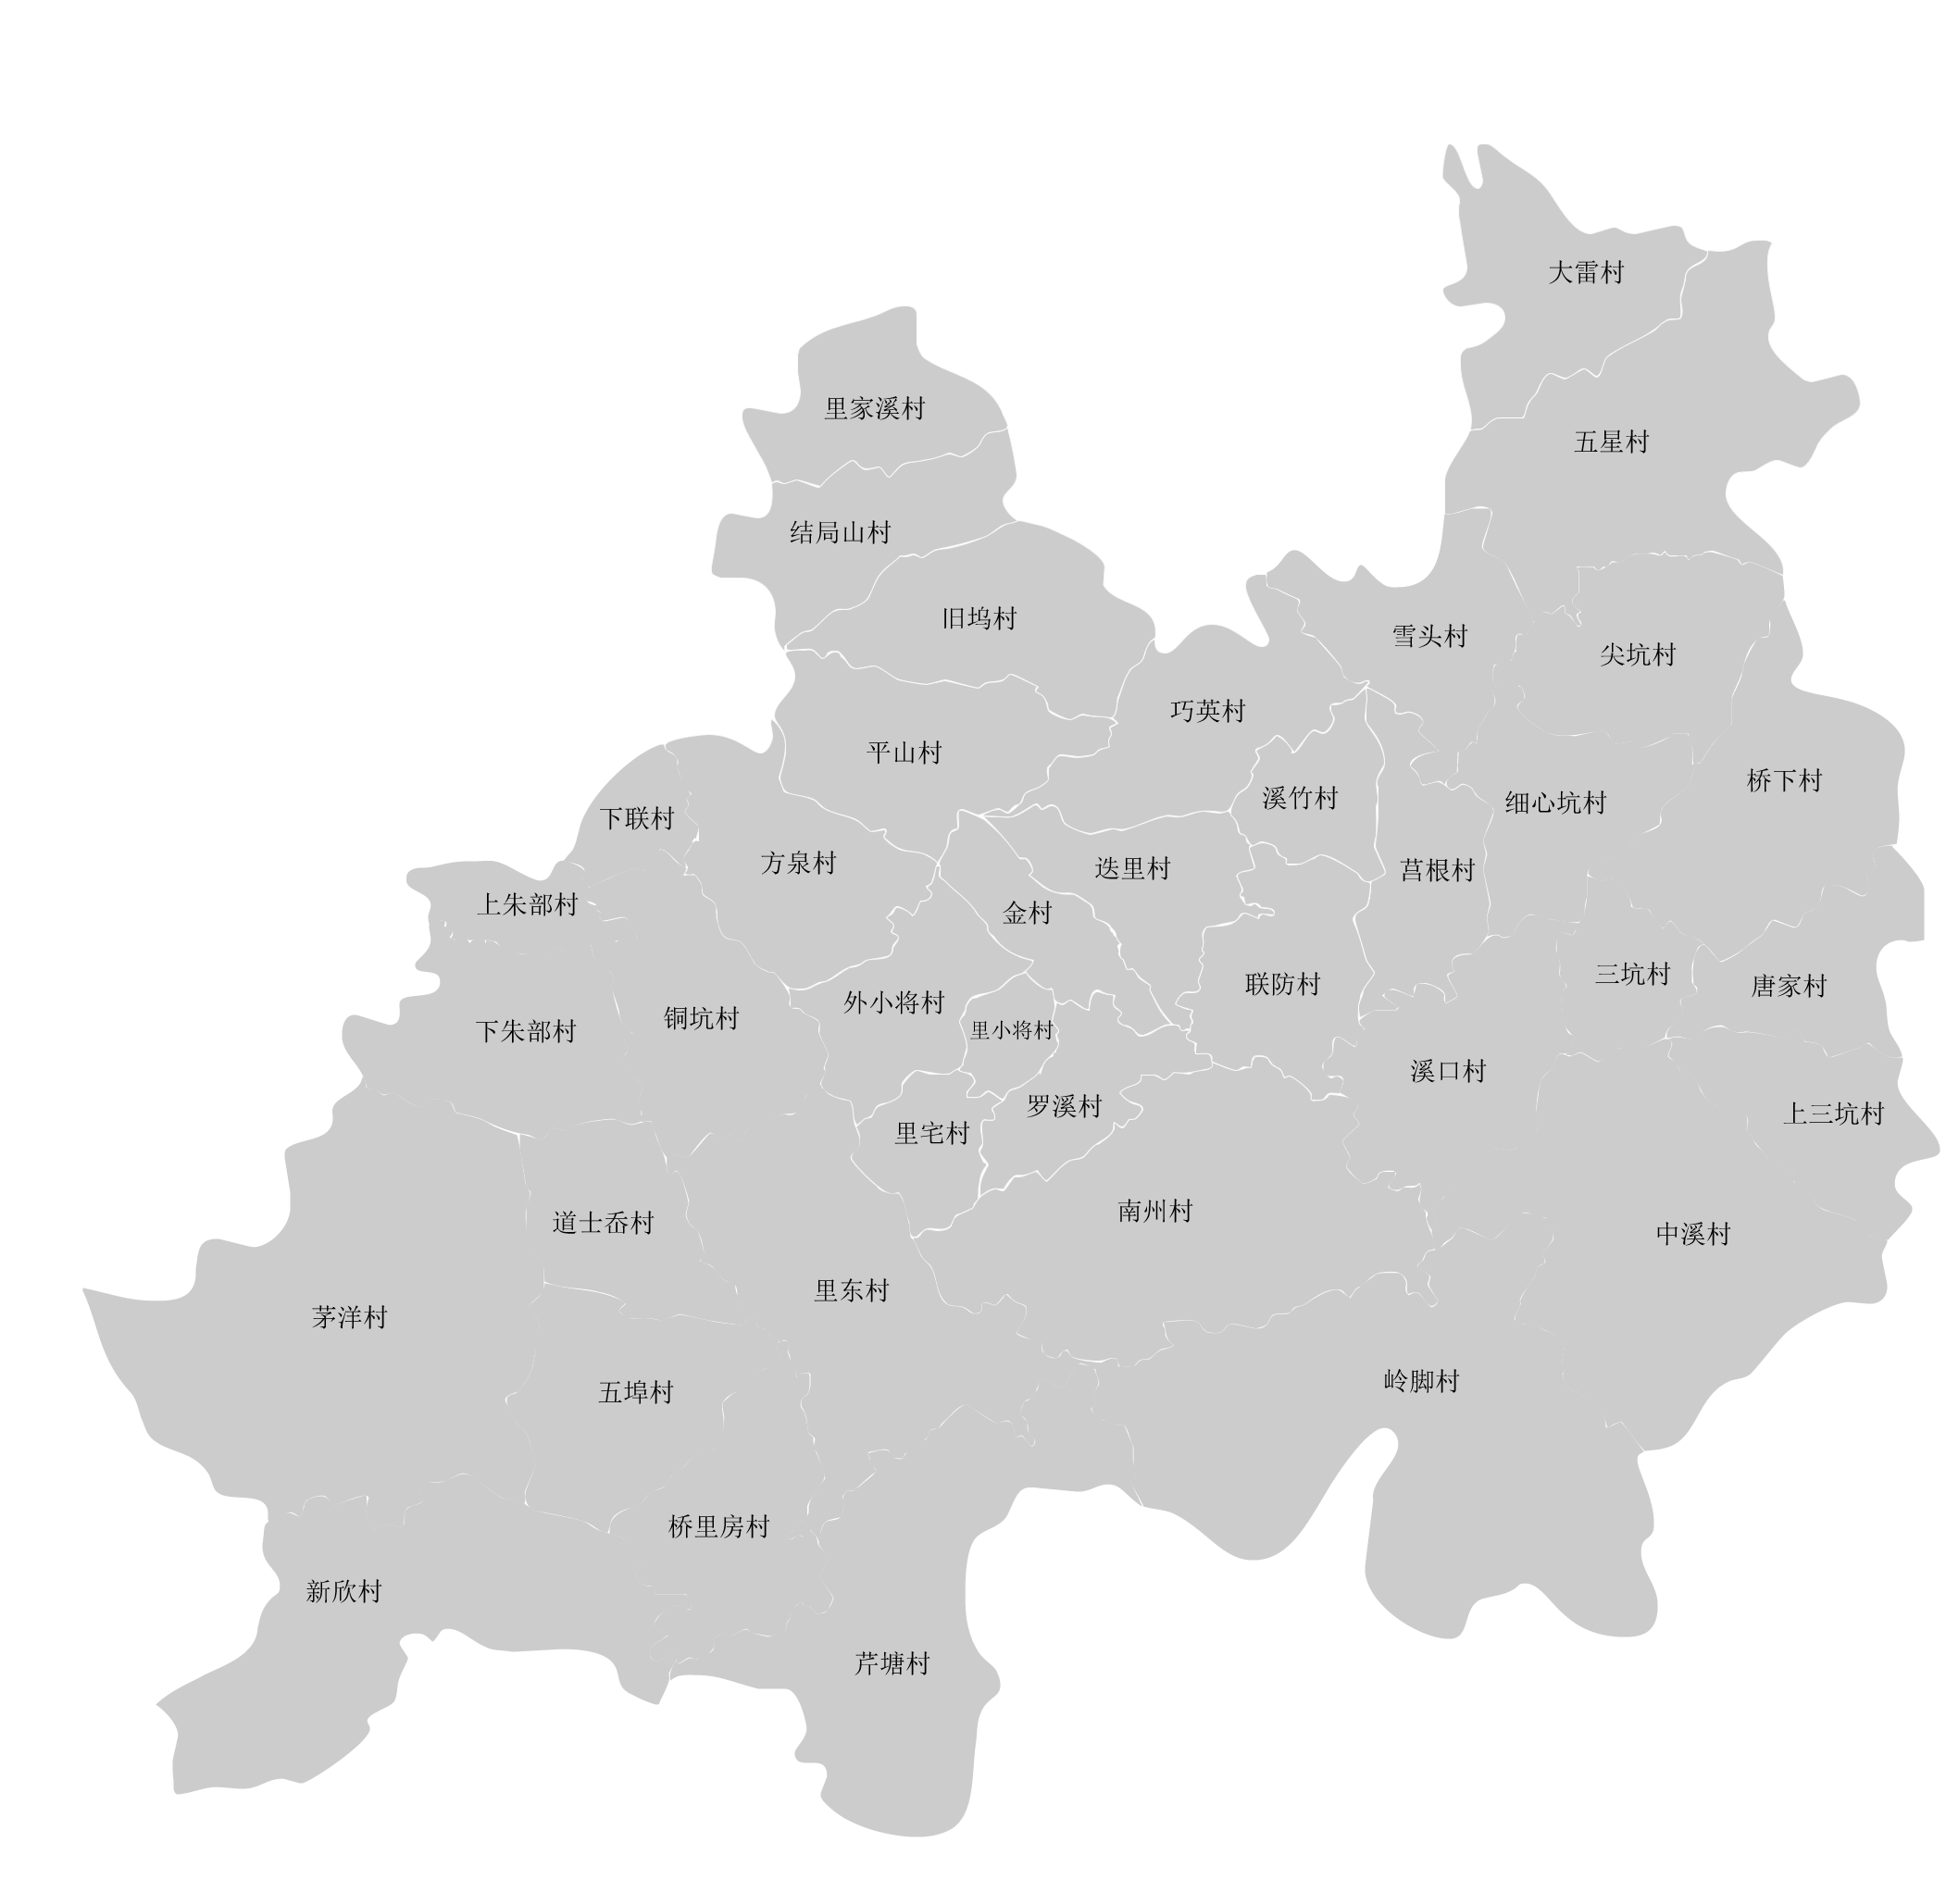 大雷村
里家溪村
五星村
结局山村
旧坞村
雪头村
尖坑村
巧英村
平山村
桥下村
溪竹村
细心坑村
下联村
方泉村
迭里村
莒根村
上朱部村
金村
三坑村
联防村
唐家村
外小将村
铜坑村
下朱部村
里小将村
溪口村
罗溪村
上三坑村
里宅村
南州村
道士岙村
中溪村
里东村
茅洋村
岭脚村
五埠村
桥里房村
新欣村
芹塘村